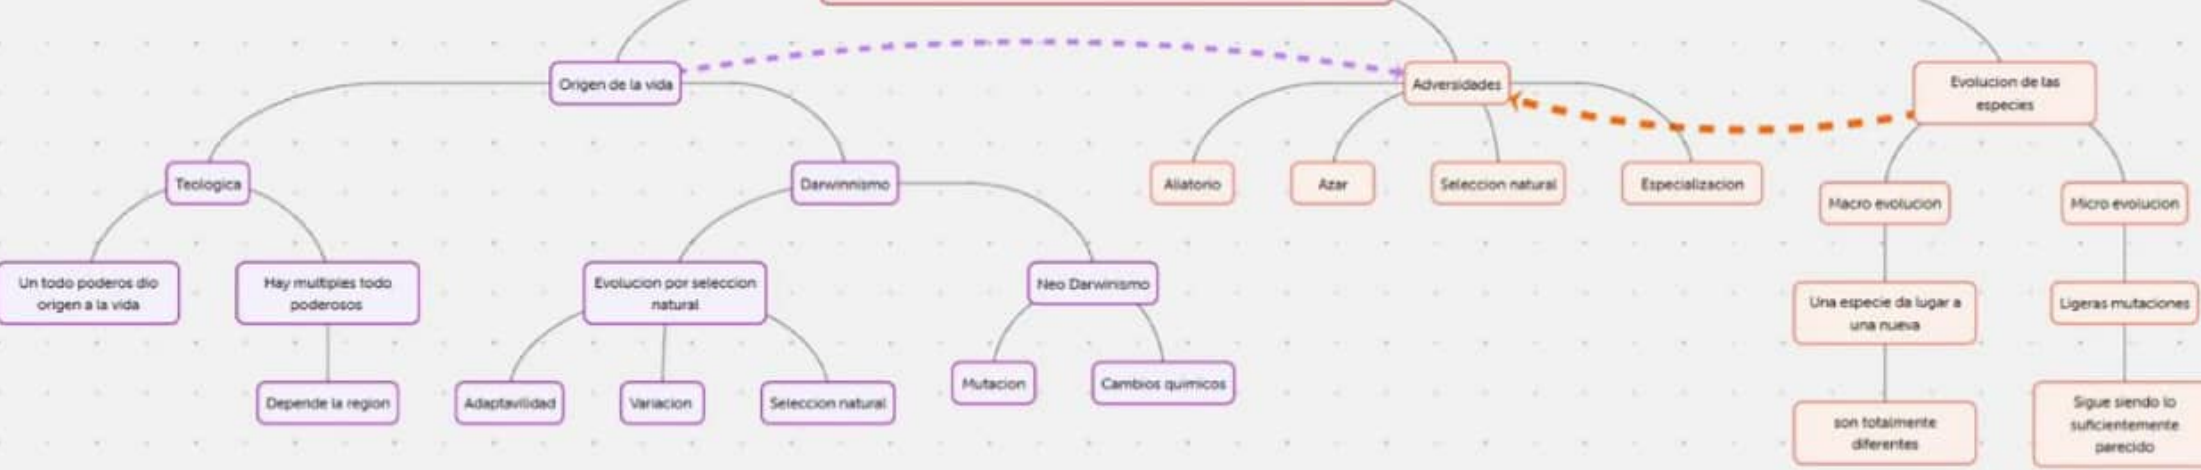 Origen de la vida
Adversidades
Evolucion de las
especies
Teologica
Darwinnismo
Aliatorio
Azar
Seleccion natural
Especializacion
Macro evolucion
Micro evolucion
Un todo poderos dio
origen a la vida
Hay multiples todo
poderosos
Evolucion por seleccion
natural
Neo Darwinismo
Una especie da lugar a
una nueva
Ligeras mutaciones
Depende la region
Adaptavilidad
Variacion
Seleccion natural
Mutacion
Cambios quimicos
son totalmente
diferentes
Sigue siendo lo
suficientemente
parecido